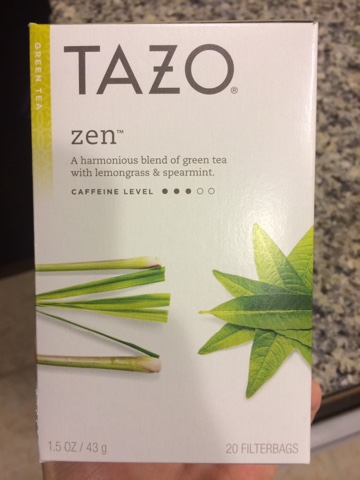 GREEN TEA
TAZO®
zen™
A harmonious blend of green tea
with lemongrass & spearmint.
CAFFEINE LEVEL
1.5 OZ / 43 g
20 FILTERBAGS